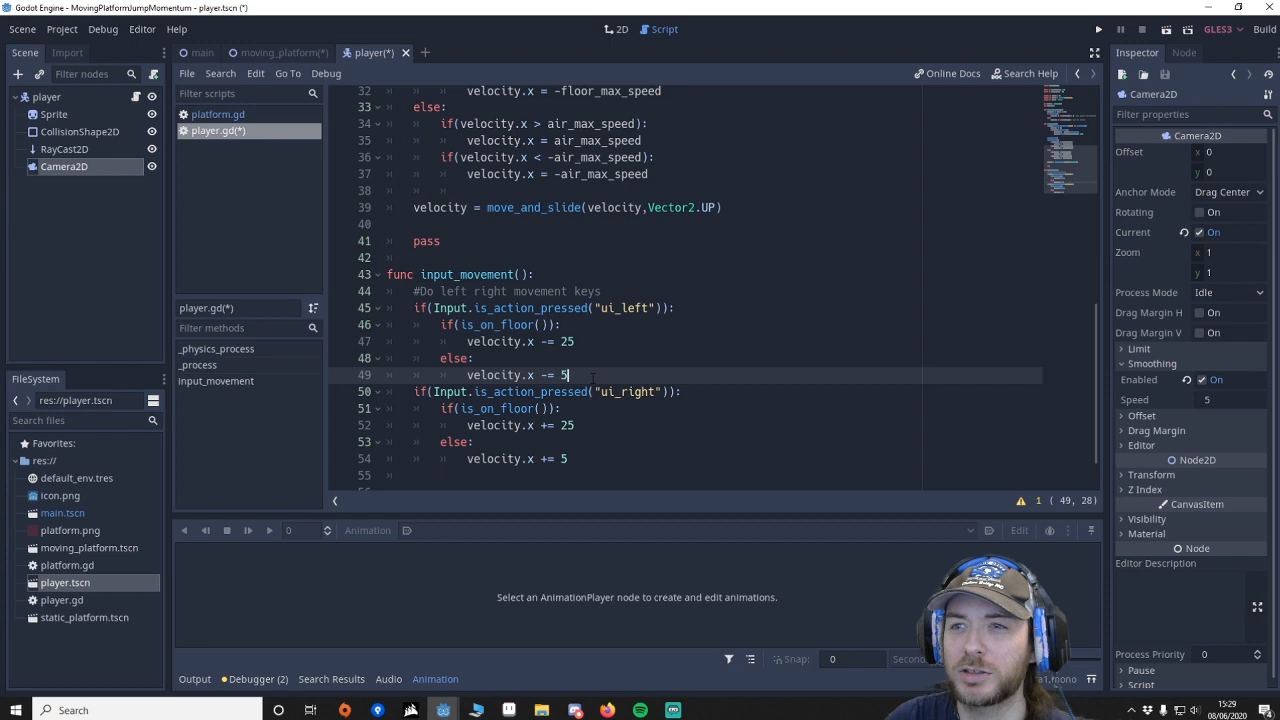 Godot Engine - MovingPlatformJumpMomentum - player.tscn (*)
Scene Project Debug Editor Help
2D Script
GLES3 Build
Scene Import
main moving_platform(*) player(*)
Inspector Node
Filter nodes
File Search Edit Go To Debug
Online Docs Search Help
player
Sprite
CollisionShape2D
RayCast2D
Camera2D
Filter scripts
platform.gd
player.gd(*)
player.gd(*)
Filter methods
_physics_process
_process
input_movement
32 velocity.x = -floor_max_speed
33 else:
34 if(velocity.x > air_max_speed):
35 velocity.x = air_max_speed
36 if(velocity.x < -air_max_speed):
37 velocity.x = -air_max_speed
38
39 velocity = move_and_slide(velocity,Vector2.UP)
40
41 pass
42
43 func input_movement():
44 #Do left right movement keys
45 if(Input.is_action_pressed("ui_left")):
46 if(is_on_floor()):
47 velocity.x -= 25
48 else:
49 velocity.x -= 5
50 if(Input.is_action_pressed("ui_right")):
51 if(is_on_floor()):
52 velocity.x += 25
53 else:
54 velocity.x += 5
55
1 ( 49, 28)
FileSystem
res://player.tscn
Search files
Favorites:
res://
default_env.tres
icon.png
main.tscn
platform.png
moving_platform.tscn
platform.gd
player.tscn
player.gd
static_platform.tscn
0 Animation Edit
Select an AnimationPlayer node to create and edit animations.
Snap: 0
Output Debugger (2) Search Results Audio Animation
Camera2D
Filter properties
Camera2D
Offset x 0
y 0
Anchor Mode Drag Center
Rotating On
Current On
Zoom x 1
y 1
Process Mode Idle
Drag Margin H On
Drag Margin V On
Limit
Smoothing
Enabled On
Speed 5
Offset
Drag Margin
Editor
Node2D
Transform
Z Index
CanvasItem
Visibility
Material
Node
Editor Description
Process Priority 0
Pause
Script
Search
15:29
08/06/2020